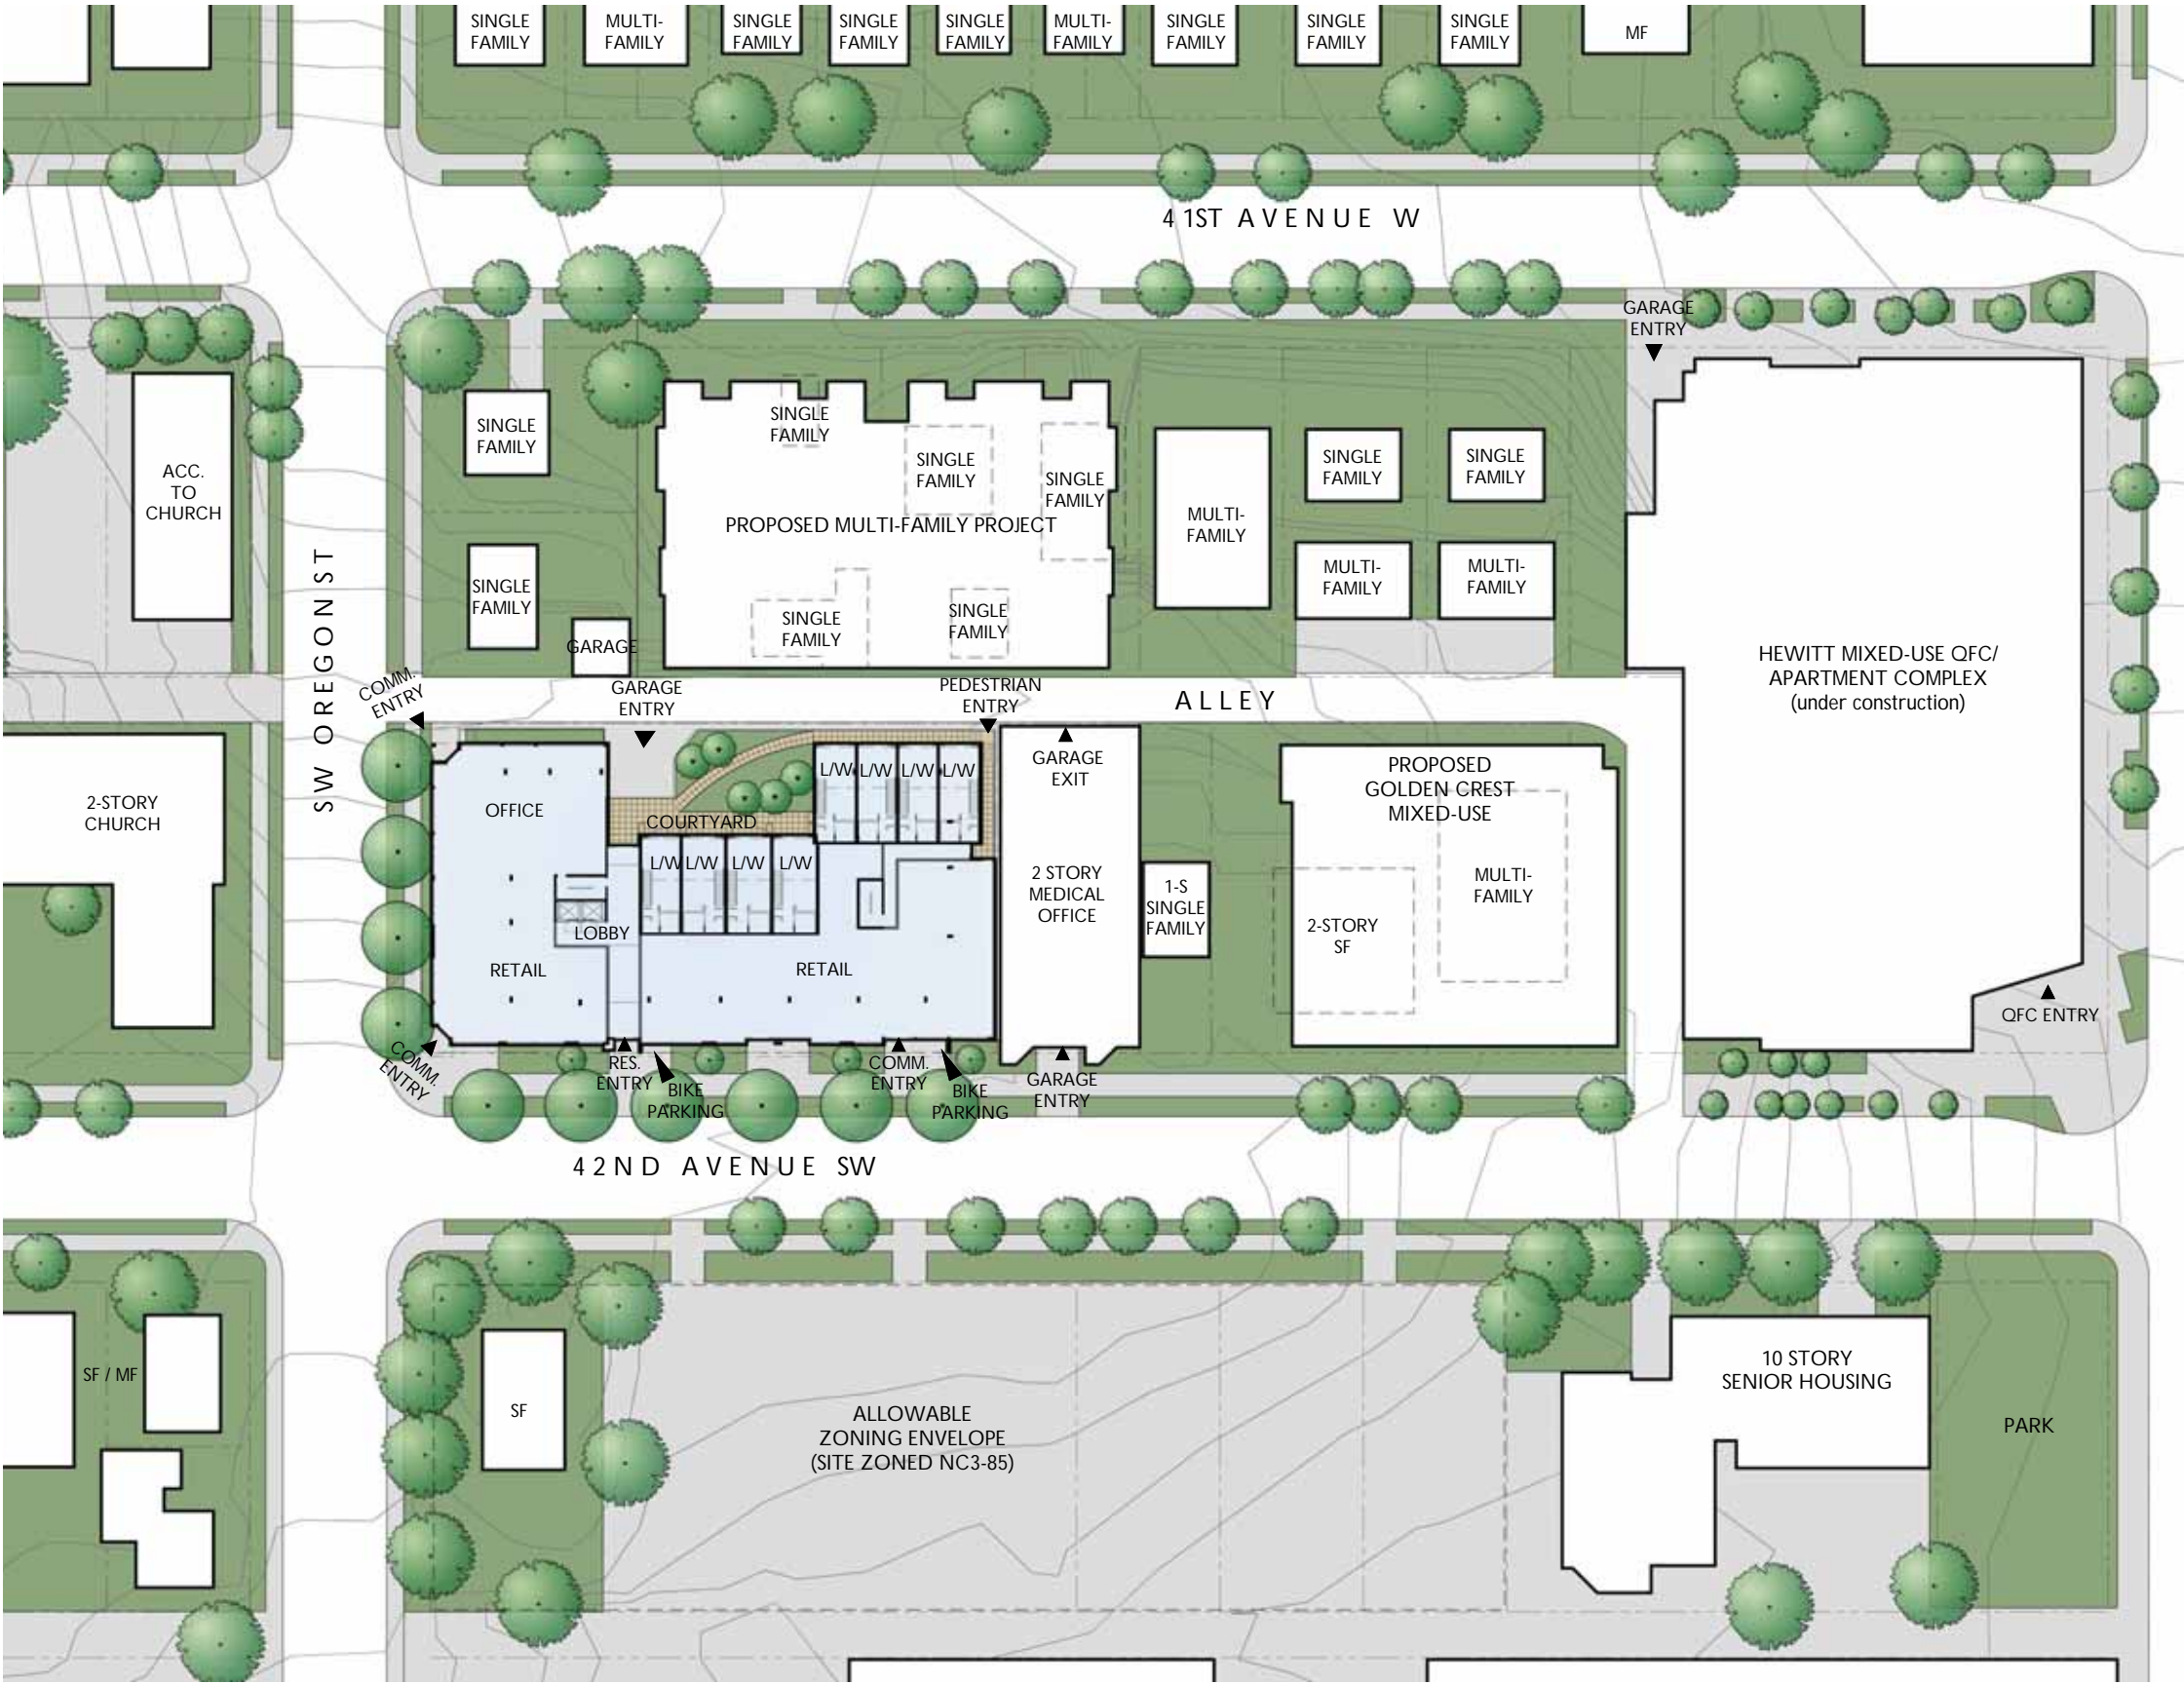 SINGLE
FAMILY
MULTI-
FAMILY
SINGLE
FAMILY
SINGLE
FAMILY
SINGLE
FAMILY
MULTI-
FAMILY
SINGLE
FAMILY
SINGLE
FAMILY
SINGLE
FAMILY
MF
41ST AVENUE W
GARAGE
ENTRY
ACC.
TO
CHURCH
SINGLE
FAMILY
SINGLE
FAMILY
SINGLE
FAMILY
SINGLE
FAMILY
PROPOSED MULTI-FAMILY PROJECT
MULTI-
FAMILY
SINGLE
FAMILY
SINGLE
FAMILY
MULTI-
FAMILY
MULTI-
FAMILY
SINGLE
FAMILY
GARAGE
SINGLE
FAMILY
SINGLE
FAMILY
HEWITT MIXED-USE QFC/
APARTMENT COMPLEX
(under construction)
SW OREGONST
COMM.
ENTRY
GARAGE
ENTRY
PEDESTRIAN
ENTRY
ALLEY
2-STORY
CHURCH
OFFICE
COURTYARD
L/W
L/W
L/W
L/W
L/W
L/W
L/W
L/W
LOBBY
RETAIL
RETAIL
GARAGE
EXIT
2 STORY
MEDICAL
OFFICE
1-S
SINGLE
FAMILY
PROPOSED
GOLDEN CREST
MIXED-USE
MULTI-
FAMILY
2-STORY
SF
QFC ENTRY
COMM.
ENTRY
RES.
ENTRY
BIKE
PARKING
COMM.
ENTRY
BIKE
PARKING
GARAGE
ENTRY
42ND AVENUE SW
SF / MF
SF
ALLOWABLE
ZONING ENVELOPE
(SITE ZONED NC3-85)
10 STORY
SENIOR HOUSING
PARK